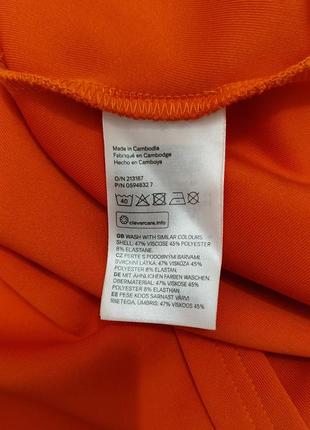 Made in Cambodia
Fabriqué en Cambodge
Hecho en Camboya
O/N 213187
P/N 0594832 7
40
clevercare.info
GB WASH WITH SIMILAR COLOURS
SHELL: 47% VISCOSE 45% POLYESTER
8% ELASTANE.
CZ PERTE S PODOBNÝMI BARVAMI.
SVRCHNÍ LÁTKA: 47% VISKÓZA 45%
POLYESTER 8% ELASTAN.
DE MIT ÄHNLICHEN FARBEN WASCHEN.
OBERMATERIAL: 47% VISKOSE 45%
POLYESTER 8% ELASTHAN.
EE PESE KOOS SARNAST VÄRVI
RIIETEGA. ÜMBRIS: 47% VISKOOS 45%